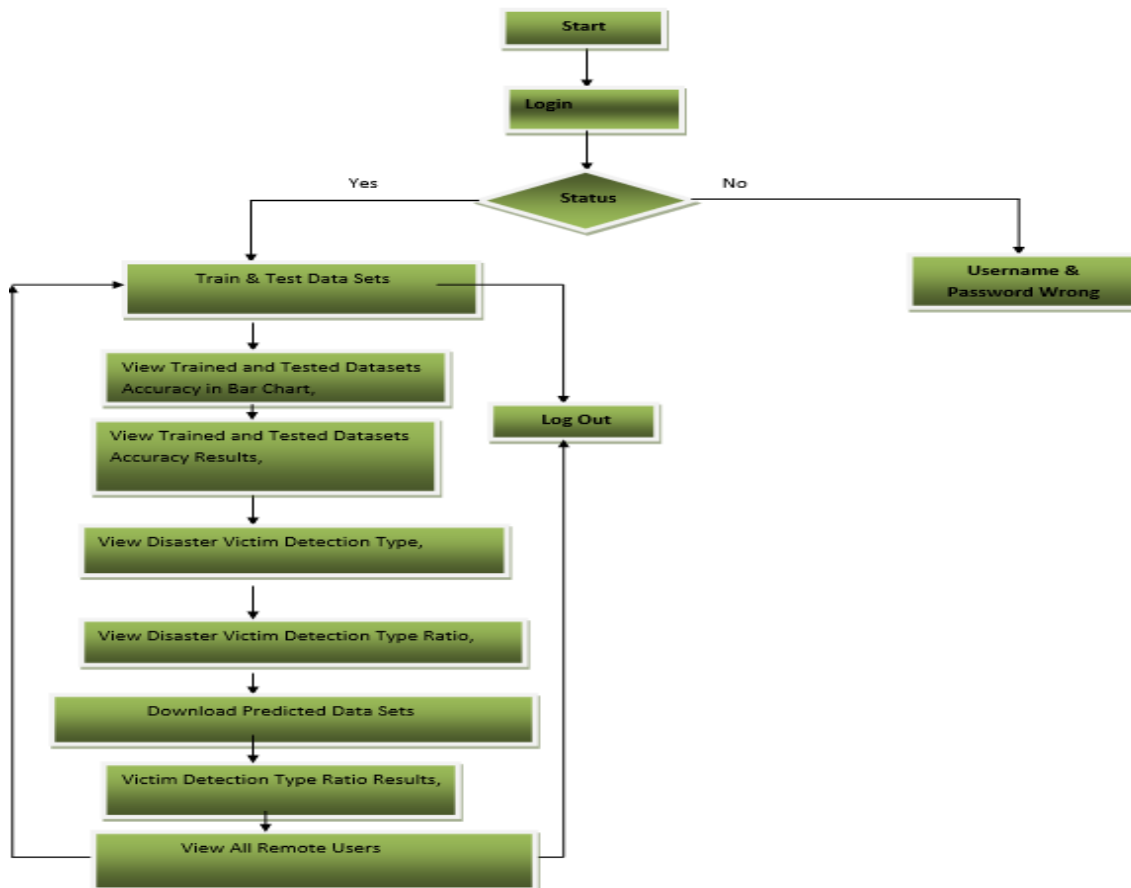 Start
Login
Status
Yes
No
Train & Test Data Sets
Username &
Password Wrong
View Trained and Tested Datasets
Accuracy in Bar Chart,
Log Out
View Trained and Tested Datasets
Accuracy Results,
View Disaster Victim Detection Type,
View Disaster Victim Detection Type Ratio,
Download Predicted Data Sets
Victim Detection Type Ratio Results,
View All Remote Users